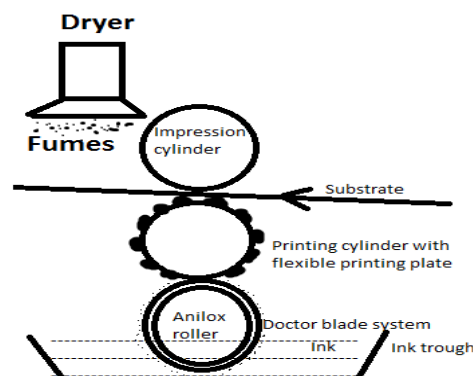 Dryer
Fumes
Impression
cylinder
Substrate
Printing cylinder with
flexible printing plate
Anilox
roller
Doctor blade system
Ink
Ink trough